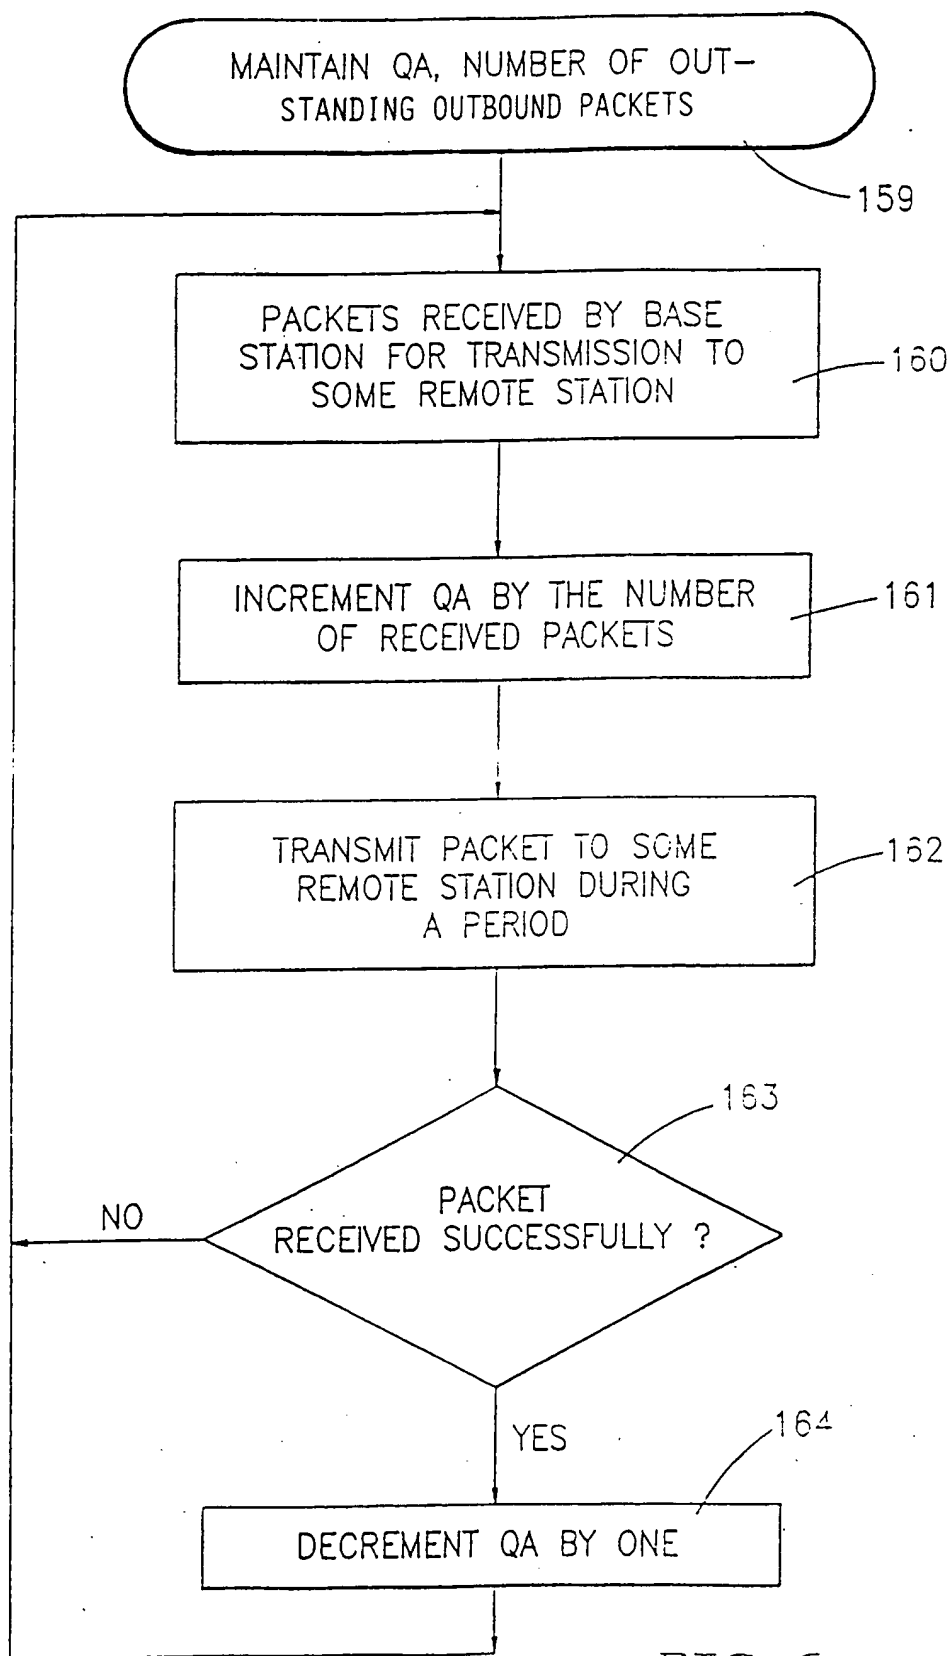 MAINTAIN QA, NUMBER OF OUT-
STANDING OUTBOUND PACKETS
159
PACKETS RECEIVED BY BASE
STATION FOR TRANSMISSION TO
SOME REMOTE STATION
160
INCREMENT QA BY THE NUMBER
OF RECEIVED PACKETS
161
TRANSMIT PACKET TO SOME
REMOTE STATION DURING
A PERIOD
162
163
PACKET
RECEIVED SUCCESSFULLY ?
NO
YES
164
DECREMENT QA BY ONE